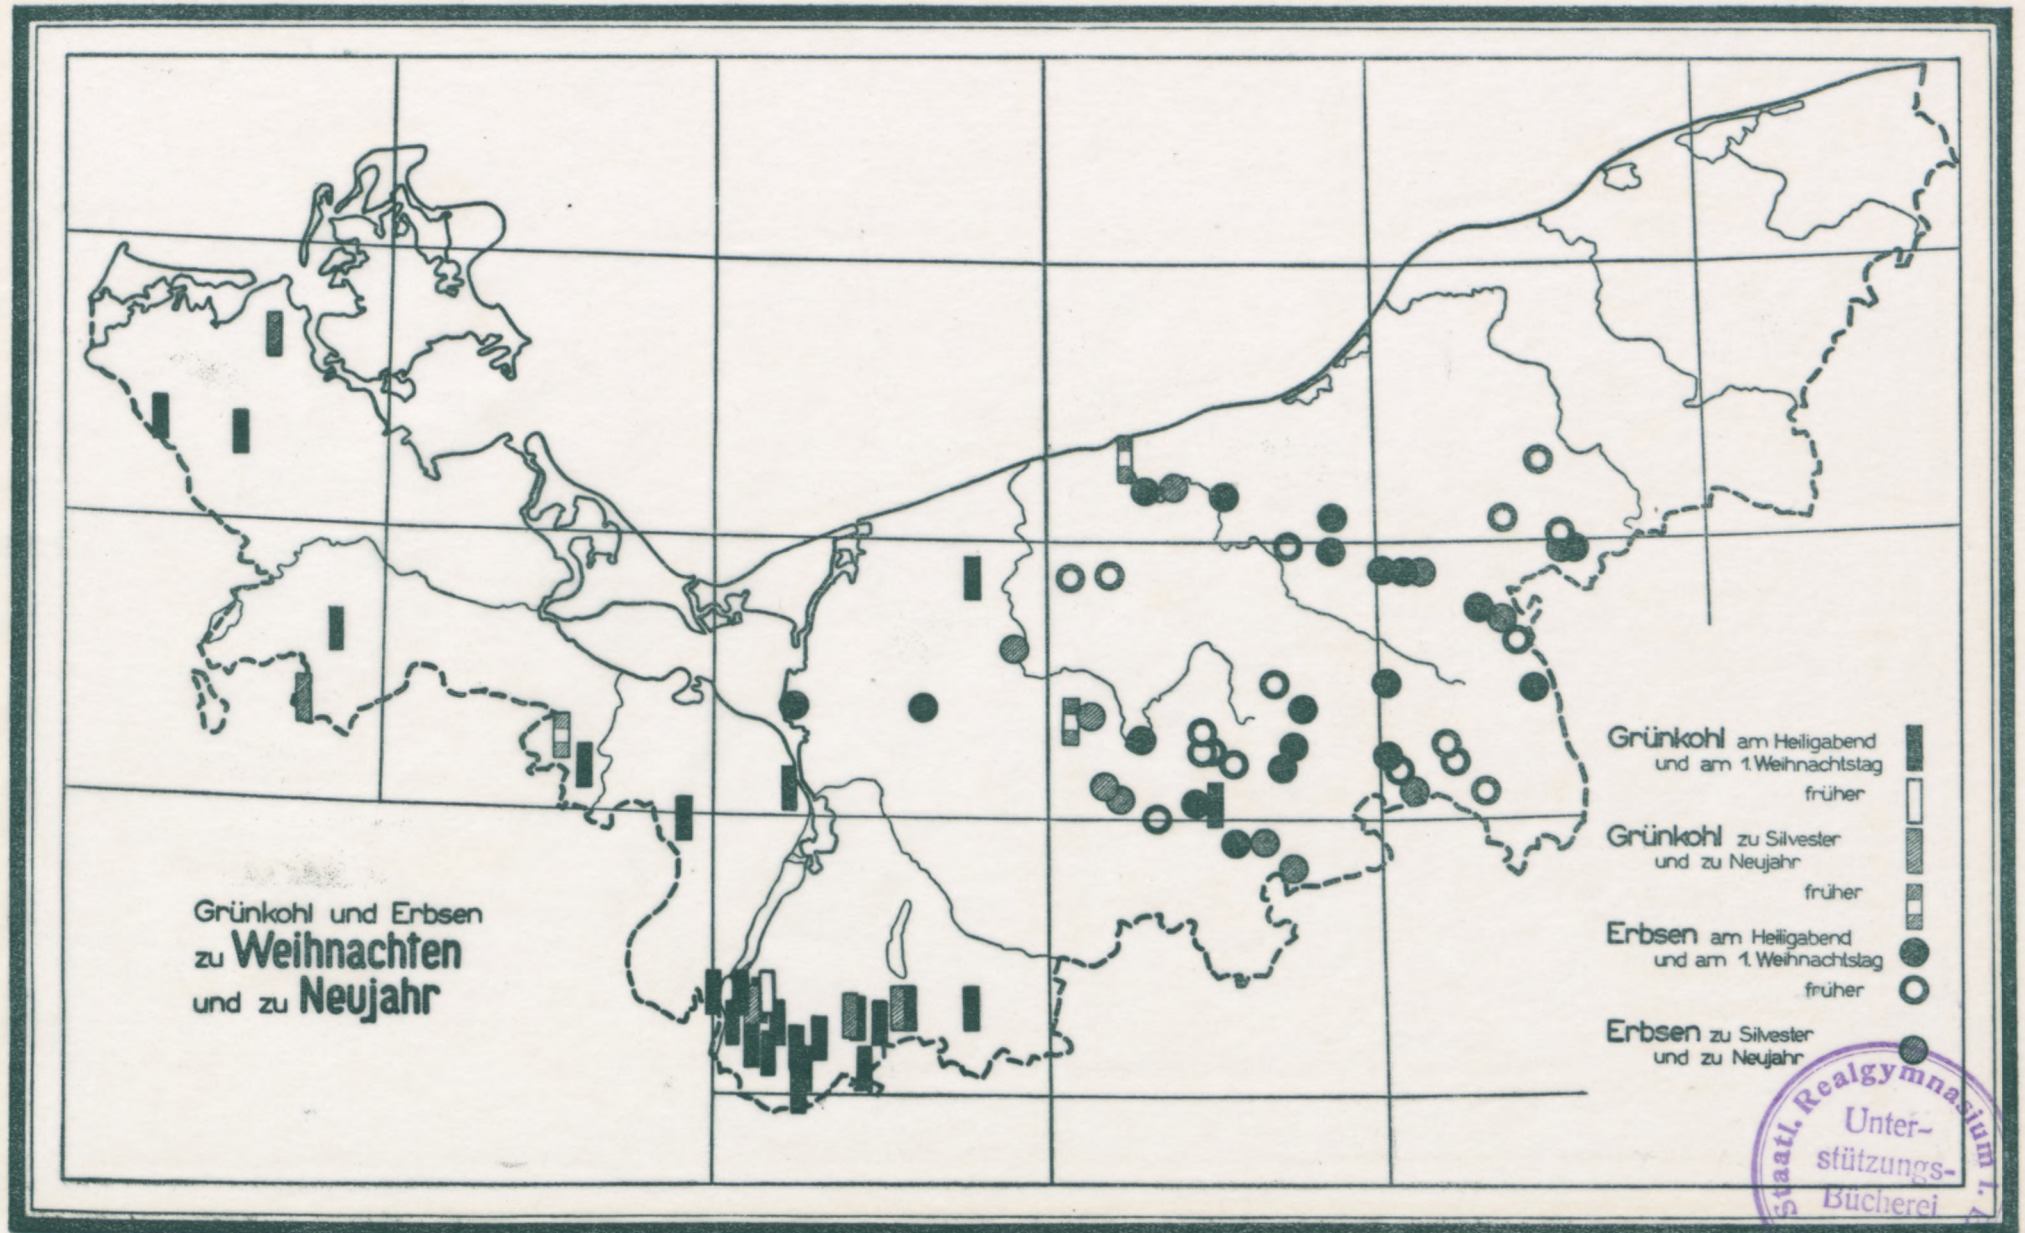 Grünkohl und Erbsen
zu Weihnachten
und zu Neujahr
Grünkohl am Heiligabend
und am 1. Weihnachtstag
früher
Grünkohl zu Silvester
und zu Neujahr
früher
Erbsen am Heiligabend
und am 1. Weihnachtstag
früher
Erbsen zu Silvester
und zu Neujahr
Staatl. Realgymnasium i.
Unter-
stützungs-
Bücherei